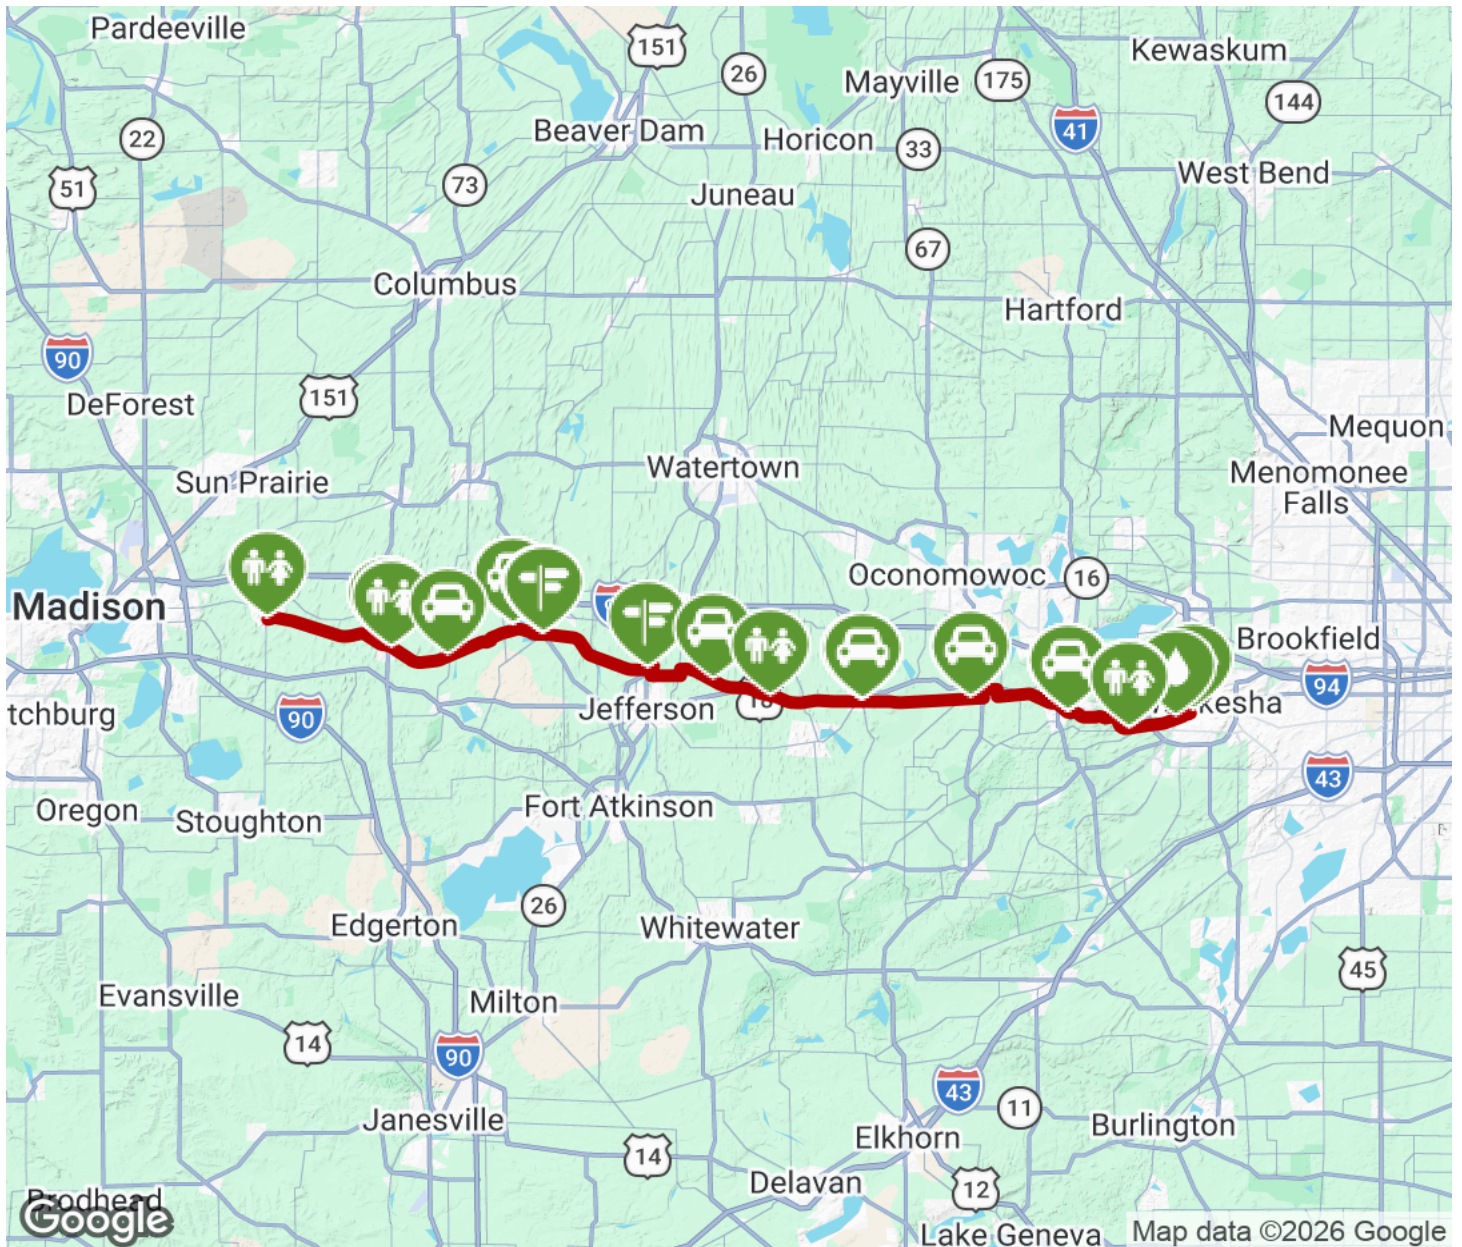 Pardeeville
151
26
Mayville
175
Kewaskum
144
22
Beaver Dam
Horicon
33
41
51
73
Juneau
West Bend
67
Columbus
Hartford
90
151
DeForest
Mequon
Sun Prairie
Watertown
Menomonee
Falls
Oconomowoc
16
Madison
Brookfield
94
tchburg
90
Jefferson
kesha
43
Oregon
Stoughton
Fort Atkinson
26
Edgerton
Whitewater
45
Evansville
Milton
14
90
43
11
Janesville
Elkhorn
Burlington
14
Delavan
12
Brodhead
Google
Lake Geneva
Map data ©2026 Google